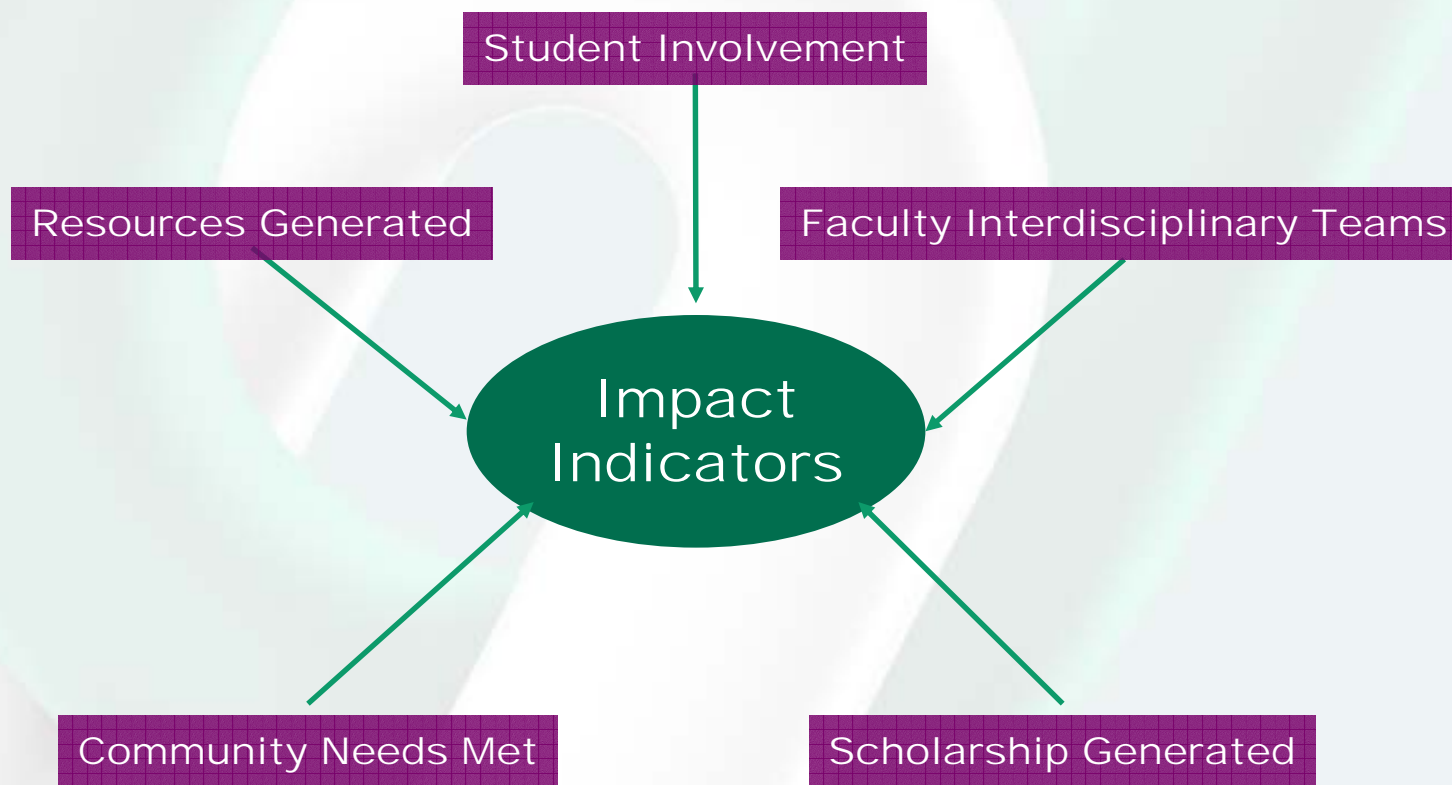 Student Involvement
Resources Generated
Faculty Interdisciplinary Teams
Impact
Indicators
Community Needs Met
Scholarship Generated